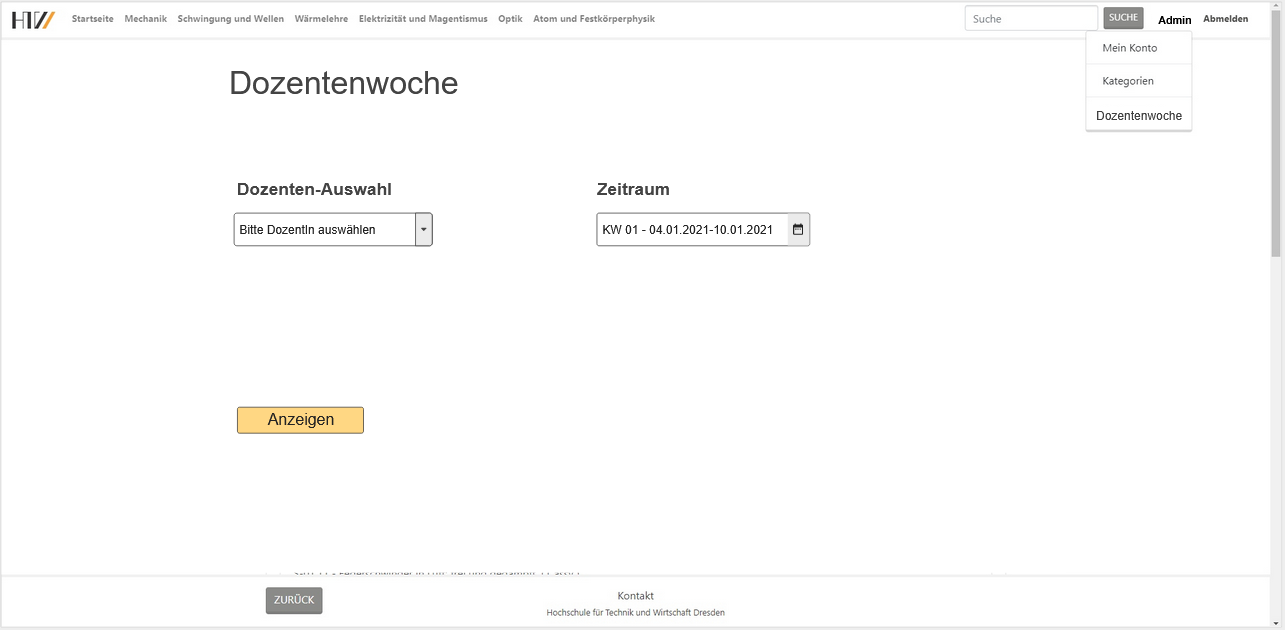 HTW Startseite Mechanik Schwingung und Wellen Wärmelehre Elektrizität und Magentismus Optik Atom und Festkörperphysik Suche SUCHE Admin Abmelden
Mein Konto
Kategorien
Dozentenwoche
Dozentenwoche
Dozenten-Auswahl Zeitraum
Bitte DozentIn auswählen KW 01 - 04.01.2021-10.01.2021
Anzeigen
ZURÜCK Kontakt
Hochschule für Technik und Wirtschaft Dresden